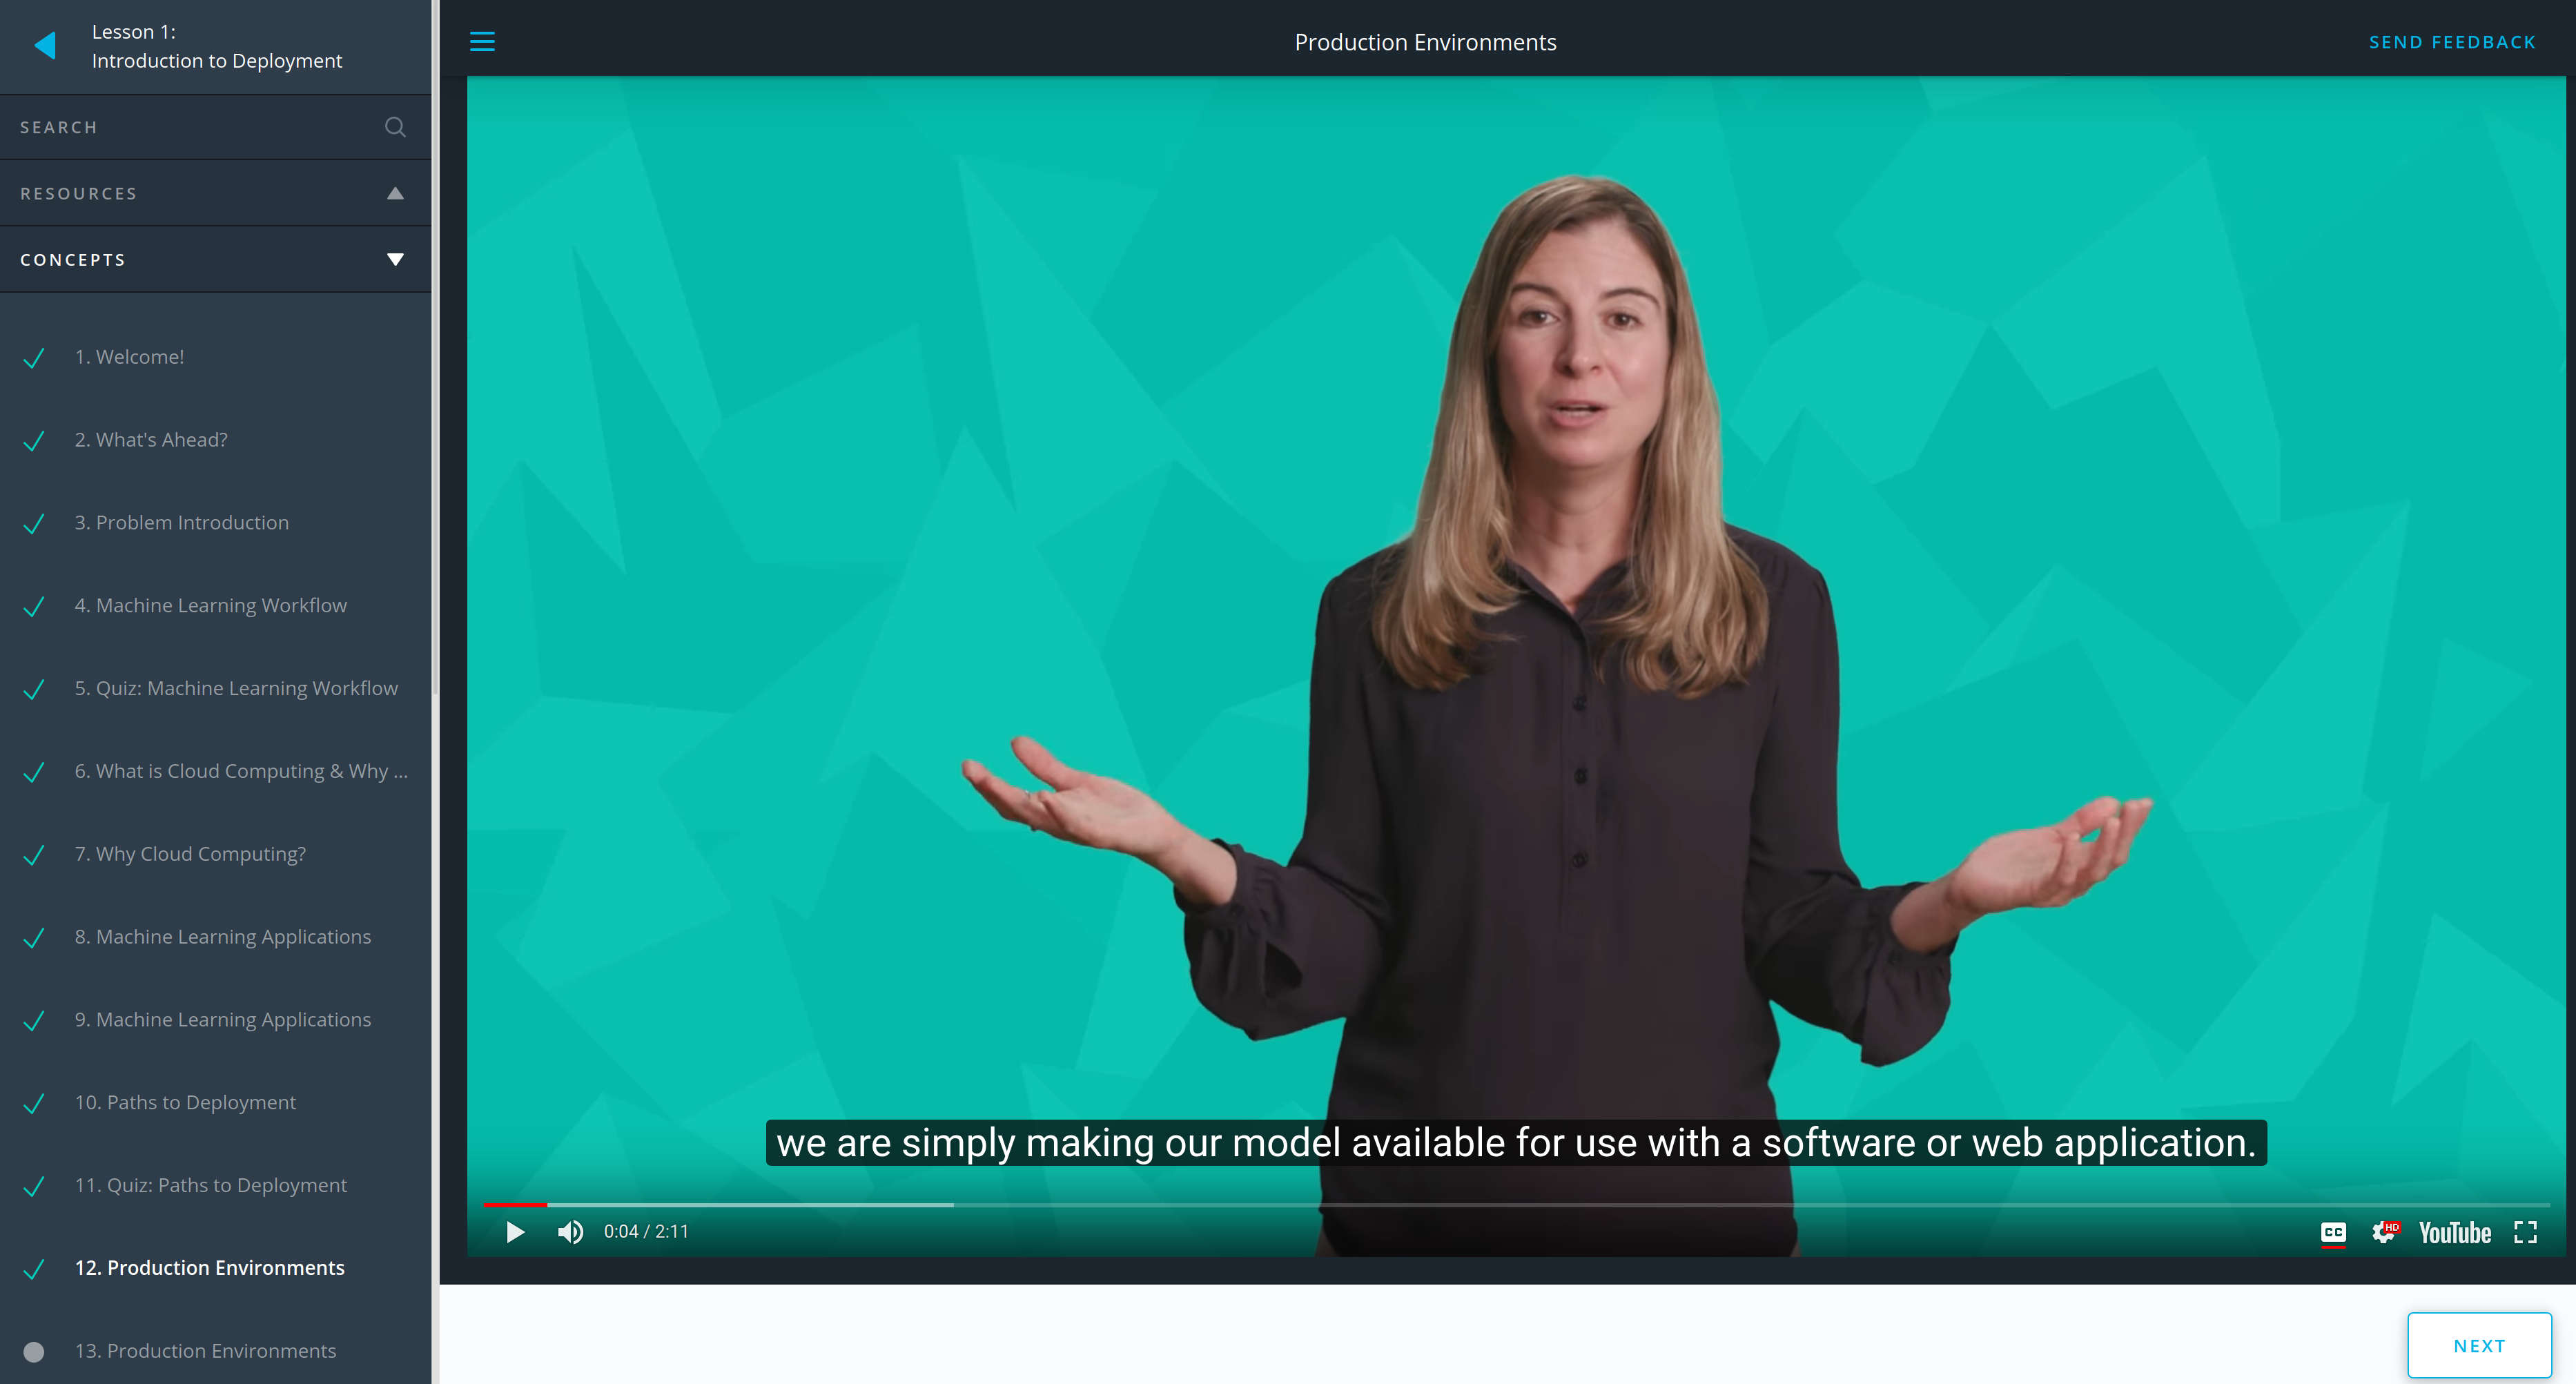 Lesson 1:
Introduction to Deployment
SEARCH
RESOURCES
CONCEPTS
1. Welcome!
2. What's Ahead?
3. Problem Introduction
4. Machine Learning Workflow
5. Quiz: Machine Learning Workflow
6. What is Cloud Computing & Why ...
7. Why Cloud Computing?
8. Machine Learning Applications
9. Machine Learning Applications
10. Paths to Deployment
11. Quiz: Paths to Deployment
12. Production Environments
13. Production Environments
Production Environments
SEND FEEDBACK
we are simply making our model available for use with a software or web application.
0:04 / 2:11
CC
HD
YouTube
NEXT